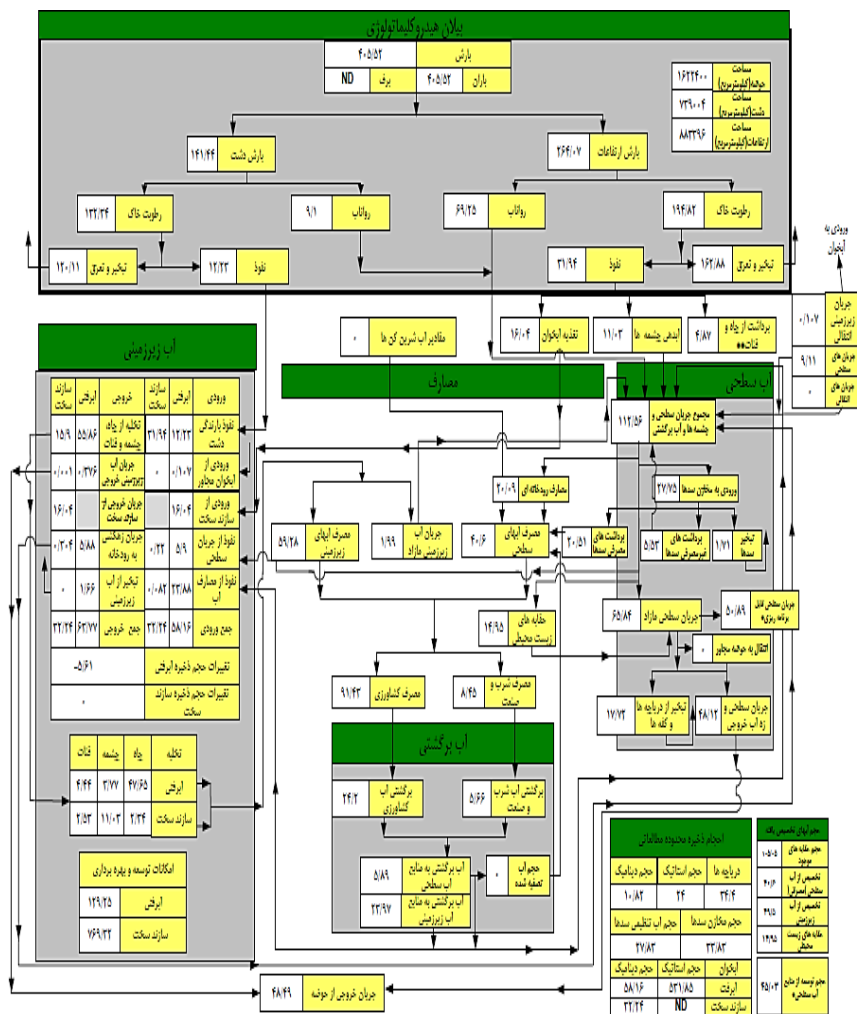 بیلان هیدروکلیماتولوژی
بارش ۴۰۵/۵۲
باران ۴۰۵/۵۲ برف ND
مساحت حوضه(کیلومترمربع) ۱۶۲۲۴۰۰
مساحت دشت(کیلومترمربع) ۷۳۹۰۰۴
مساحت ارتفاعات(کیلومترمربع) ۸۸۳۳۹۶
بارش ارتفاعات ۲۶۴/۰۷
بارش دشت ۱۴۱/۴۴
رطوبت خاک ۱۹۴/۸۲
رواناب ۶۹/۲۵
رواناب ۹/۱
رطوبت خاک ۱۳۲/۳۴
تبخیر و تعرق ۱۶۲/۸۸
نفوذ ۳۱/۹۴
نفوذ ۱۲/۲۳
تبخیر و تعرق ۱۲۰/۱۱
ورودی به
آبخوان
جریان زیرزمینی انتقالی ۰/۱۰۷
جریان های سطحی ۹/۱۱
جریان های انتقالی ۰
برداشت از چاه و قنات** ۴/۸۷
آبدهی چشمه ها ۱۱/۰۳
تغذیه آبخوان ۱۶/۰۴
مقادیر آب شرین کن ها ۰
آب سطحی
مجموع جریان سطحی و چشمه ها و آب برگشتی ۱۱۲/۵۶
ورودی به مخازن سدها ۲۷/۷۵
تبخیر سدها ۱/۷۱
برداشت های غیرمصرفی سدها ۵/۵۳
برداشت های مصرفی سدها ۲۰/۵۱
جریان سطحی مازاد ۶۵/۸۴
جریان سطحی قابل برنامه ریزی* ۵۰/۸۹
انتقال به حوضه مجاور ۰
جریان سطحی و زه آب خروجی ۴۸/۱۲
تبخیر از دریاچه ها و کفه ها ۱۷/۷۲
مصارف
مصارف رودخانه ای ۲۰/۰۹
مصرف آبهای سطحی ۴۰/۶
جریان آب زیرزمینی مازاد ۱/۹۹
مصرف آبهای زیرزمینی ۵۹/۲۸
حقابه های زیست محیطی ۱۴/۹۵
مصرف شرب و صنعت ۸/۴۵
مصرف کشاورزی ۹۱/۴۳
آب برگشتی
برگشتی آب شرب و صنعت ۵/۶۶
برگشتی آب کشاورزی ۲۴/۲
حجم آب تصفیه شده ۰
آب برگشتی به منابع آب سطحی ۵/۸۹
آب برگشتی به منابع آب زیرزمینی ۲۳/۹۷
آب زیرزمینی
ورودی آبرفتی سازند سخت خروجی آبرفتی سازند سخت
نفوذ بارندگی دشت ۱۲/۲۳ ۳۱/۹۴ تخلیه از چاه، چشمه و قنات ۵۵/۸۶ ۱۵/۹
ورودی از آبخوان مجاور ۰/۱۰۷ ۰ جریان آب زیرزمینی خروجی ۰/۳۷۶ ۰/۰۰۱
ورودی از سازند سخت ۱۶/۰۴ جریان خروجی از سازند سخت ۱۶/۰۴
نفوذ از جریان سطحی ۵/۹ ۰/۲۲ جریان زهکشی به رودخانه ۵/۸۸ ۰/۳۰۴
نفوذ از مصارف آب ۲۳/۸۸ ۰/۰۸۲ تبخیر از آب زیرزمینی ۱/۶۶ ۰
جمع ورودی ۵۸/۱۶ ۳۲/۲۴ جمع خروجی ۶۳/۷۷ ۳۲/۲۴
تغییرات حجم ذخیره آبرفتی -۵/۶۱
تغییرات حجم ذخیره سازند سخت ۰
تخلیه چاه چشمه قنات
آبرفتی ۴۷/۶۵ ۳/۷۷ ۴/۴۴
سازند سخت ۲/۳۴ ۱۱/۰۳ ۲/۵۳
امکانات توسعه و بهره برداری
آبرفتی ۱۲۹/۲۵
سازند سخت ۷۶۹/۳۲
جریان خروجی از حوضه ۴۸/۴۹
احجام ذخیره محدوده مطالعاتی
دریاچه ها حجم استاتیک حجم دینامیک
۳۴/۴ ۲۴ ۱۰/۸۲
حجم مخازن سدها حجم آب تنظیمی سدها
۳۳/۸۳ ۲۷/۸۳
آبخوان حجم استاتیک حجم دینامیک
آبرفت ۵۳۱/۸۵ ۵۸/۱۶
سازند سخت ND ۳۲/۲۴
حجم آبهای تخصیص یافته
حقابه های موجود ۱۰۵/۰۵
تخصیص از آب سطحی(مصرفی) ۴۰/۶
تخصیص از آب زیرزمینی ۴۹/۵
حقابه های زیست محیطی ۱۴/۹۵
حجم توسعه از منابع آب سطحی* ۴۵/۰۳